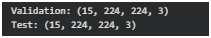 Validation: (15, 224, 224, 3)
Test: (15, 224, 224, 3)